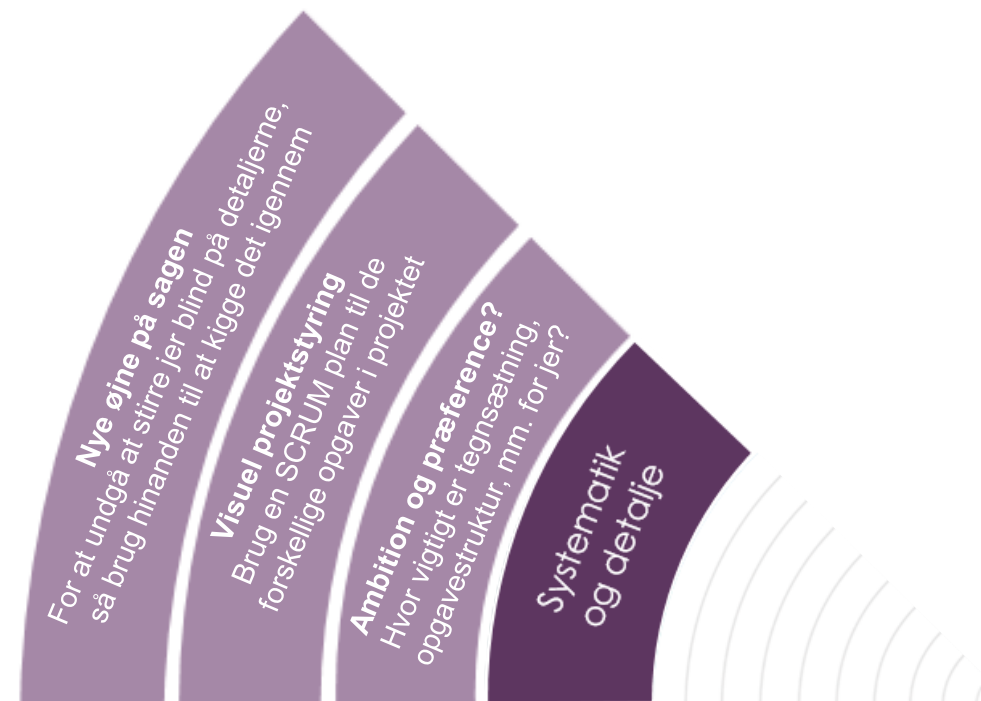 Nye øjne på sagen
For at undgå at stirre jer blind på detaljerne,
så brug hinanden til at kigge det igennem
Visuel projektstyring
Brug en SCRUM plan til de
forskellige opgaver i projektet
Ambition og præference?
Hvor vigtigt er tegnsætning,
opgavestruktur, mm. for jer?
Systematik
og detalje